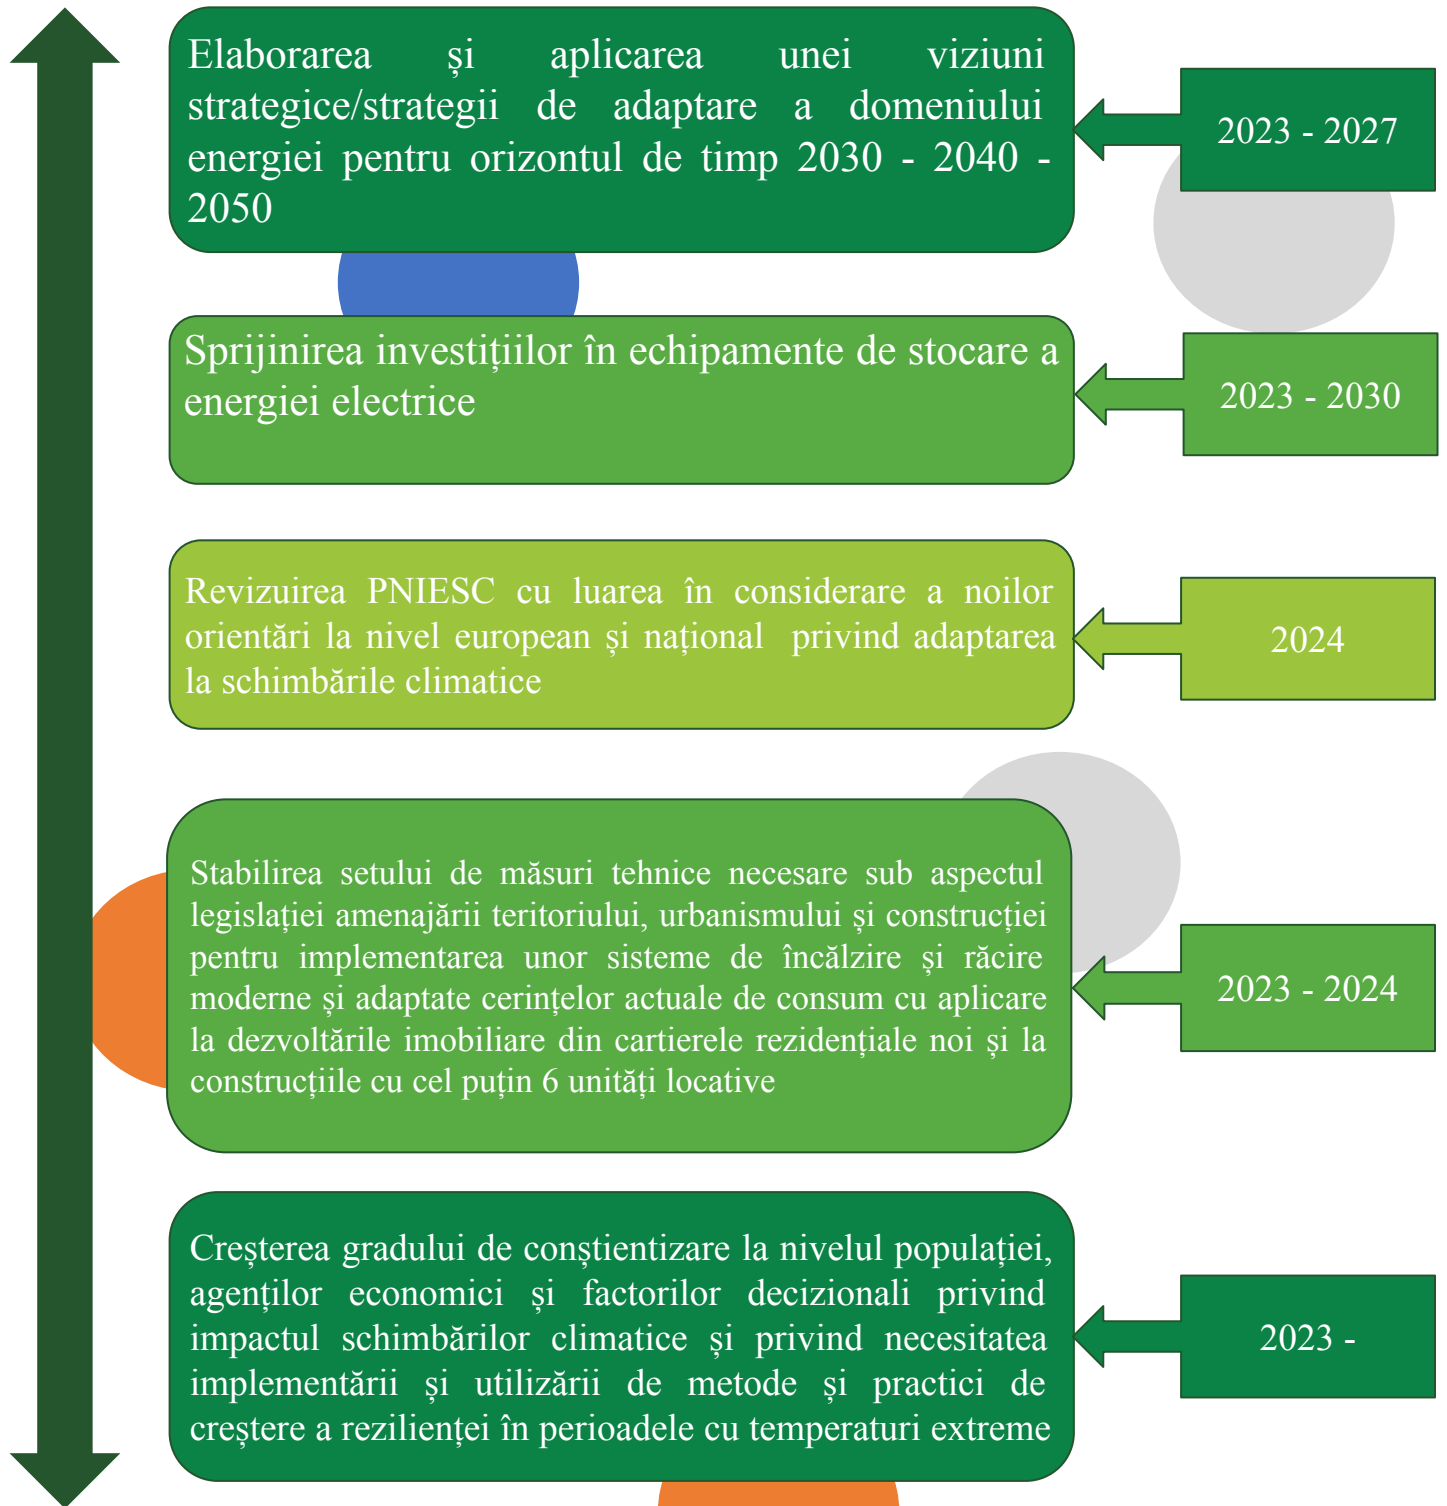 Elaborarea și aplicarea unei viziuni
strategice/strategii de adaptare a domeniului
energiei pentru orizontul de timp 2030 - 2040 -
2050
2023 - 2027
Sprijinirea investițiilor în echipamente de stocare a
energiei electrice
2023 - 2030
Revizuirea PNIESC cu luarea în considerare a noilor
orientări la nivel european și național privind adaptarea
la schimbările climatice
2024
Stabilirea setului de măsuri tehnice necesare sub aspectul
legislației amenajării teritoriului, urbanismului și construcției
pentru implementarea unor sisteme de încălzire și răcire
moderne și adaptate cerințelor actuale de consum cu aplicare
la dezvoltările imobiliare din cartierele rezidențiale noi și la
construcțiile cu cel puțin 6 unități locative
2023 - 2024
Creșterea gradului de conștientizare la nivelul populației,
agenților economici și factorilor decizionali privind
impactul schimbărilor climatice și privind necesitatea
implementării și utilizării de metode și practici de
creștere a rezilienței în perioadele cu temperaturi extreme
2023 -